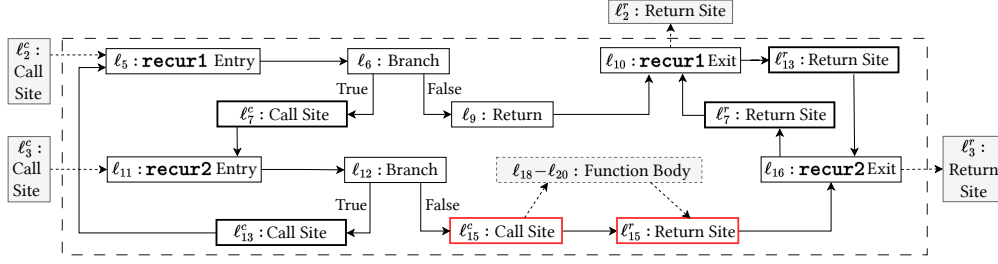 ℓ₂ʳ : Return Site
ℓ₂ᶜ :
Call
Site
ℓ₅ : recur1 Entry
ℓ₆ : Branch
ℓ₁₀ : recur1 Exit
ℓ₁₃ʳ : Return Site
True
False
ℓ₇ᶜ : Call Site
ℓ₉ : Return
ℓ₇ʳ : Return Site
ℓ₃ᶜ :
Call
Site
ℓ₁₁ : recur2 Entry
ℓ₁₂ : Branch
ℓ₁₈−ℓ₂₀ : Function Body
ℓ₁₆ : recur2 Exit
ℓ₃ʳ :
Return
Site
True
False
ℓ₁₃ᶜ : Call Site
ℓ₁₅ᶜ : Call Site
ℓ₁₅ʳ : Return Site